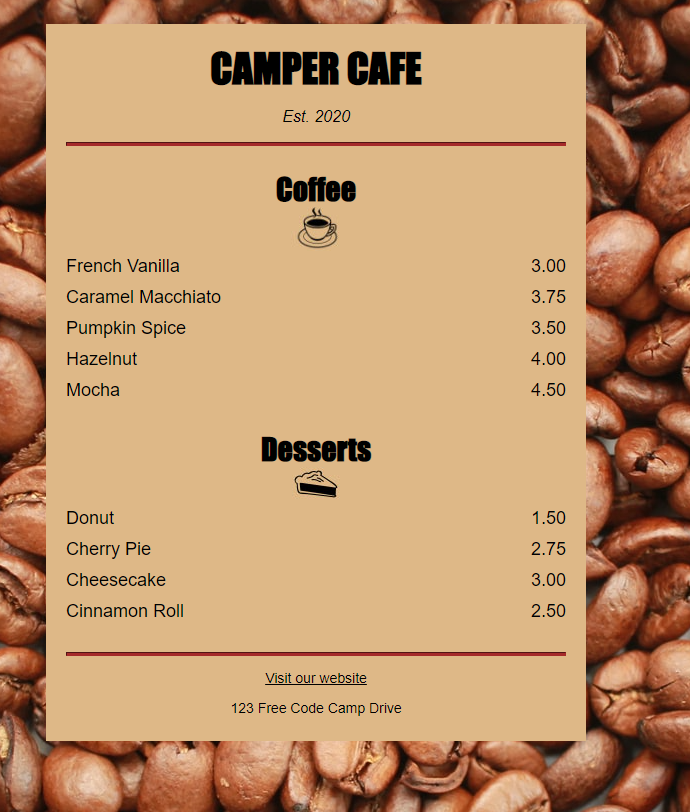 CAMPER CAFE
Est. 2020
Coffee
French Vanilla 3.00
Caramel Macchiato 3.75
Pumpkin Spice 3.50
Hazelnut 4.00
Mocha 4.50
Desserts
Donut 1.50
Cherry Pie 2.75
Cheesecake 3.00
Cinnamon Roll 2.50
Visit our website
123 Free Code Camp Drive